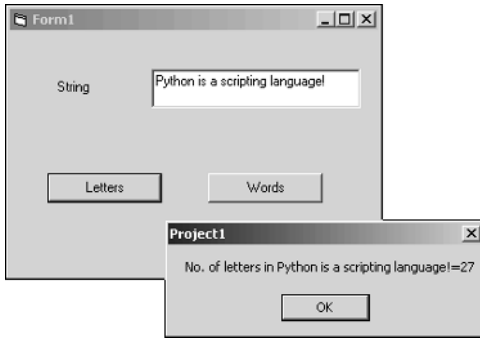 Form1
String
Python is a scripting language!
Letters
Words
Project1
No. of letters in Python is a scripting language!=27
OK